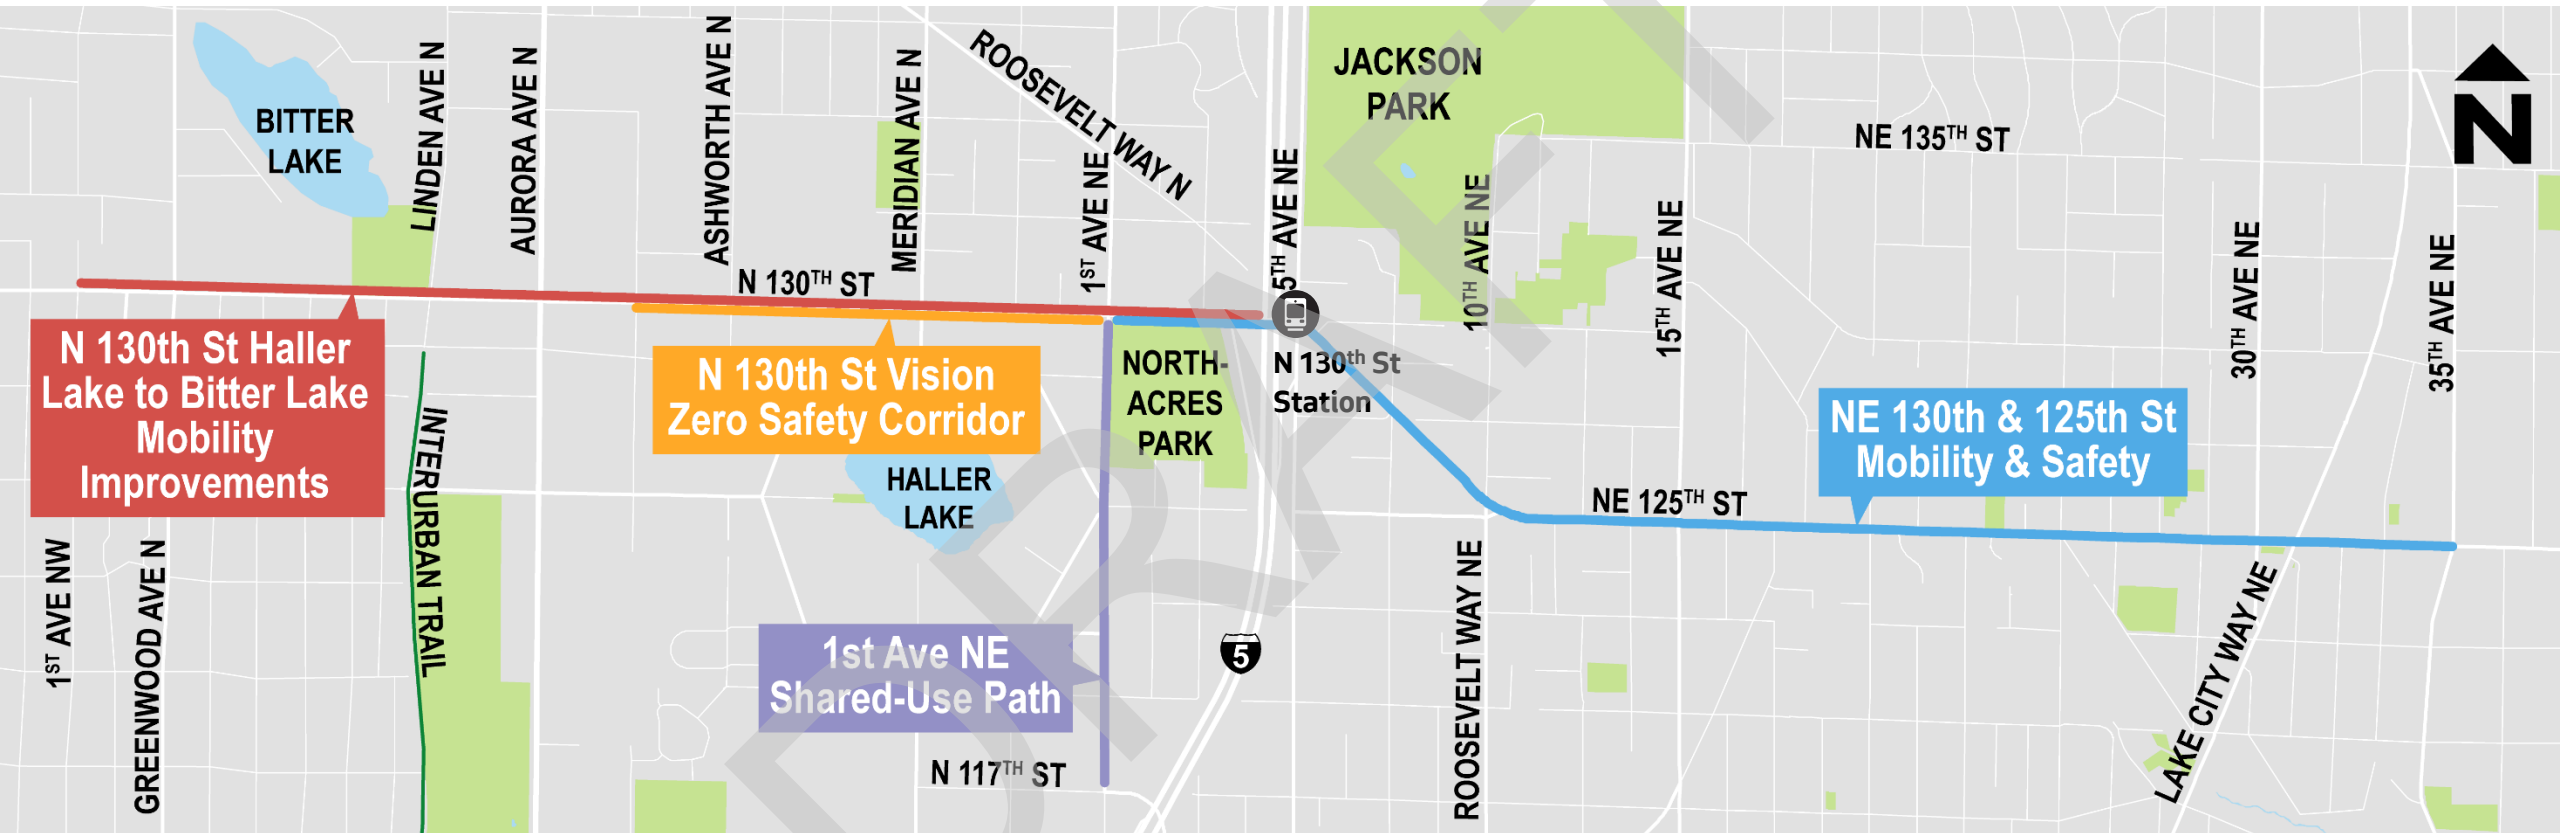 BITTER
LAKE
LINDEN AVE N
AURORA AVE N
ASHWORTH AVE N
MERIDIAN AVE N
ROOSEVELT WAY N
1ST AVE NE
5TH AVE NE
JACKSON
PARK
10TH AVE NE
15TH AVE NE
NE 135TH ST
30TH AVE NE
35TH AVE NE
N
N 130TH ST
N 130th St Haller
Lake to Bitter Lake
Mobility
Improvements
N 130th St Vision
Zero Safety Corridor
NORTH-
ACRES
PARK
N 130th St
Station
NE 130th & 125th St
Mobility & Safety
HALLER
LAKE
NE 125TH ST
INTERURBAN TRAIL
1ST AVE NW
GREENWOOD AVE N
1st Ave NE
Shared-Use Path
5
N 117TH ST
ROOSEVELT WAY NE
LAKE CITY WAY NE
DRAFT